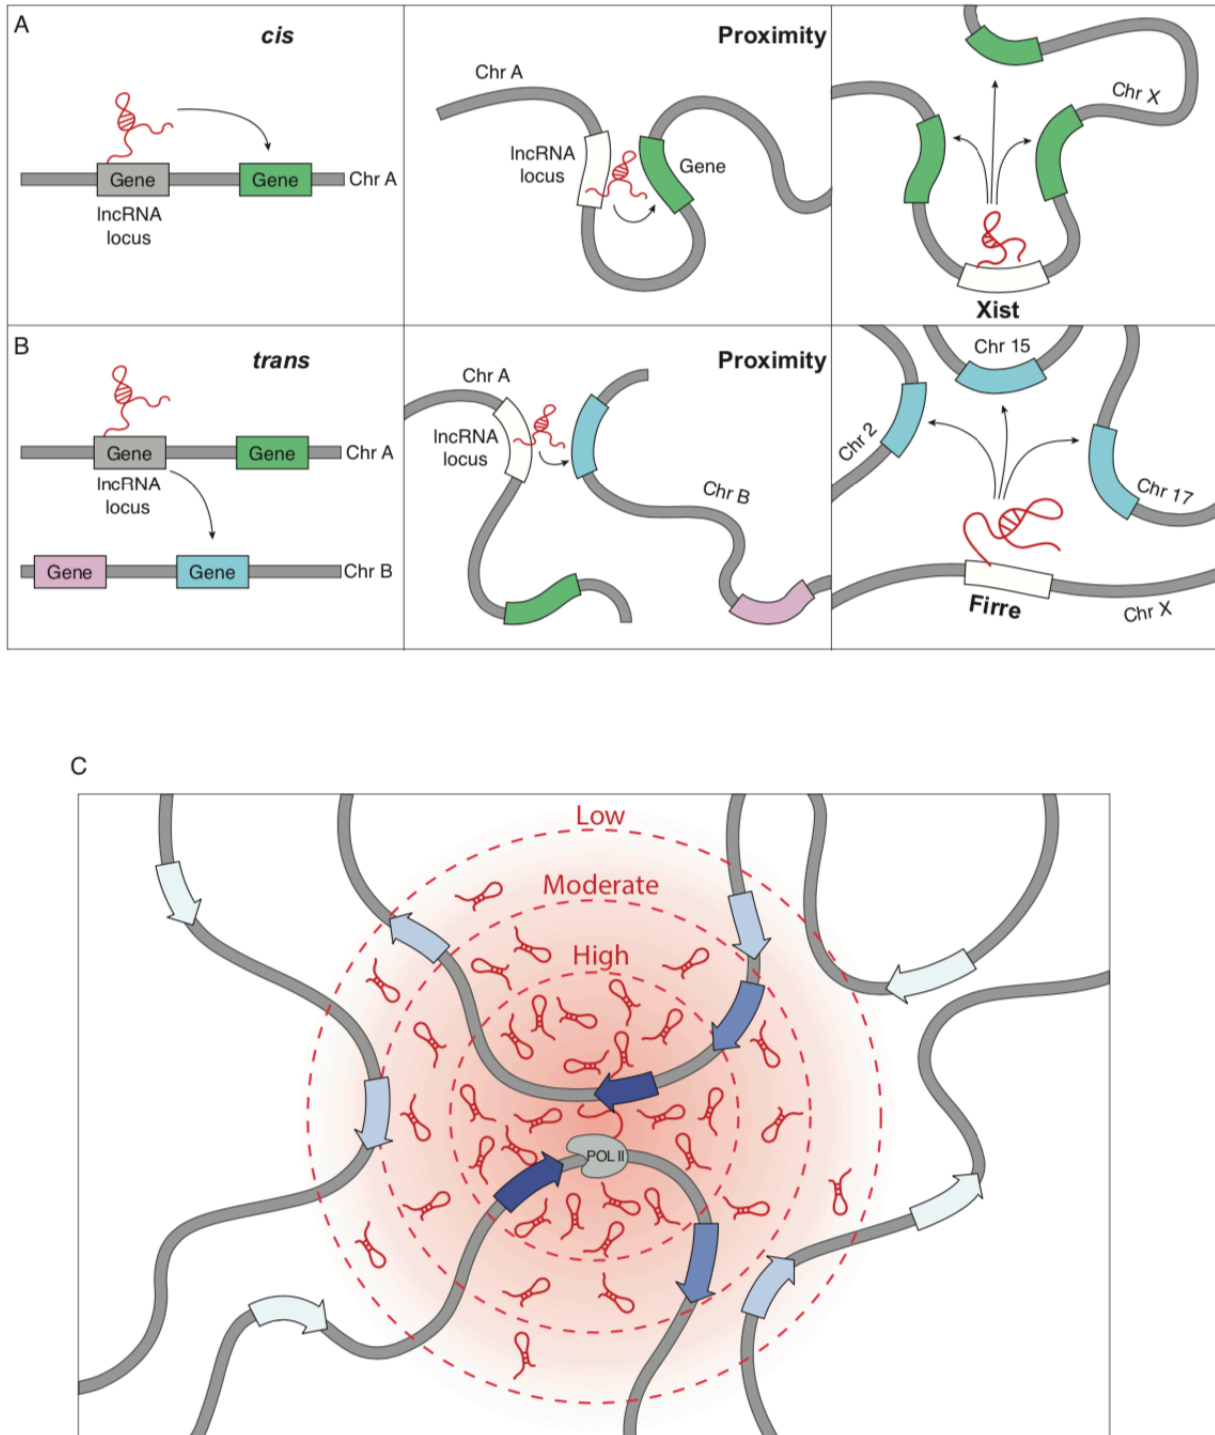 A
cis
Gene
Gene
Chr A
lncRNA
locus
Proximity
Chr A
lncRNA
locus
Gene
Chr X
Xist
B
trans
Gene
Gene
Chr A
lncRNA
locus
Gene
Gene
Chr B
Proximity
Chr A
lncRNA
locus
Chr B
Chr 15
Chr 2
Chr 17
Firre
Chr X
C
Low
Moderate
High
POL II